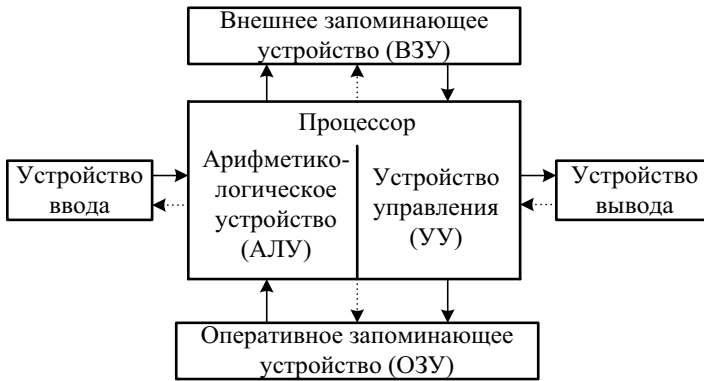 Внешнее запоминающее
устройство (ВЗУ)
Процессор
Устройство
ввода
Арифметико-
логическое
устройство
(АЛУ)
Устройство
управления
(УУ)
Устройство
вывода
Оперативное запоминающее
устройство (ОЗУ)